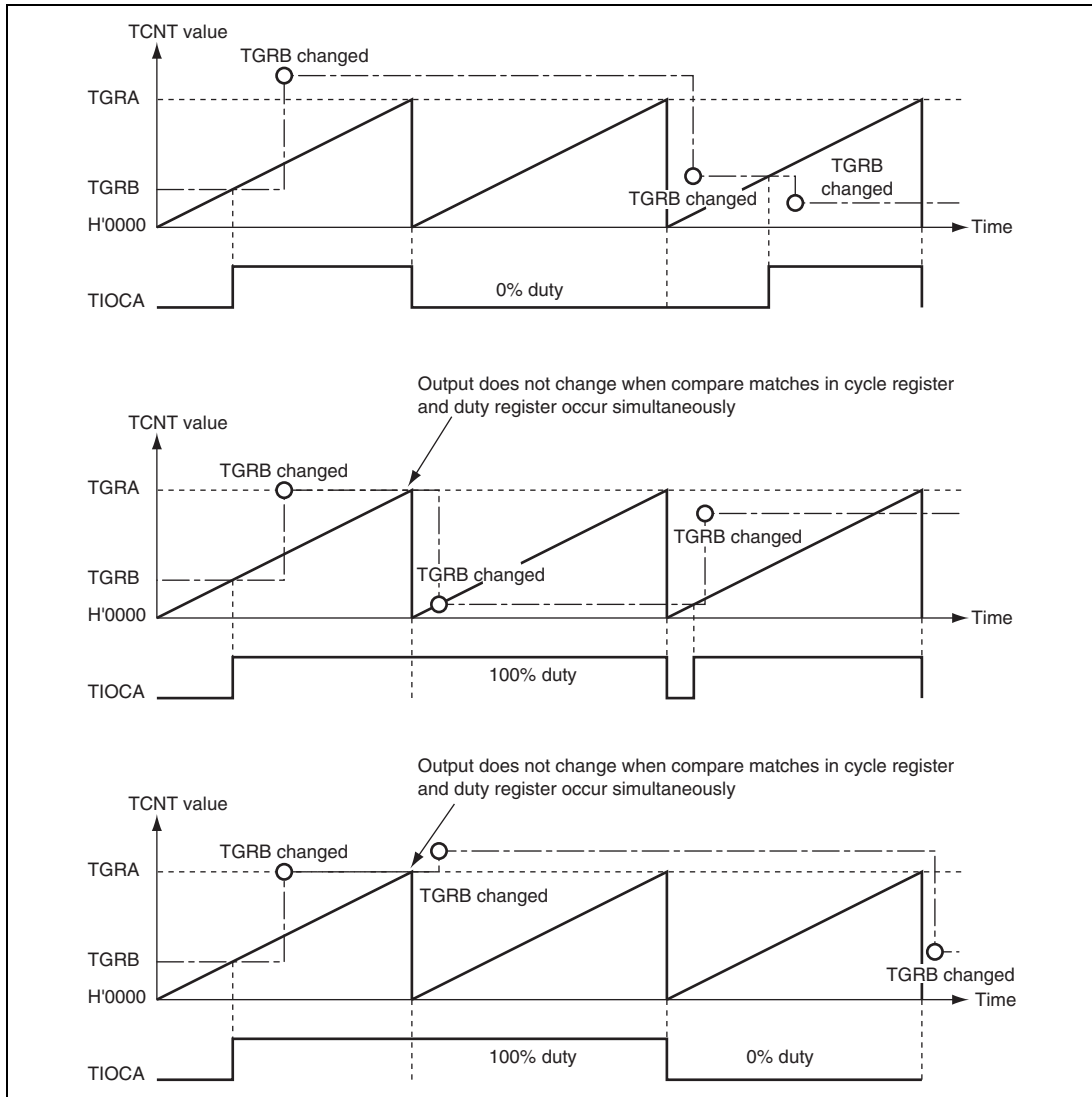 TCNT value
TGRB changed
TGRA
TGRB
TGRB
changed
TGRB changed
H'0000
Time
0% duty
TIOCA
Output does not change when compare matches in cycle register
and duty register occur simultaneously
TCNT value
TGRB changed
TGRA
TGRB changed
TGRB changed
TGRB
H'0000
Time
100% duty
TIOCA
Output does not change when compare matches in cycle register
and duty register occur simultaneously
TCNT value
TGRB changed
TGRA
TGRB changed
TGRB
TGRB changed
H'0000
Time
100% duty
0% duty
TIOCA